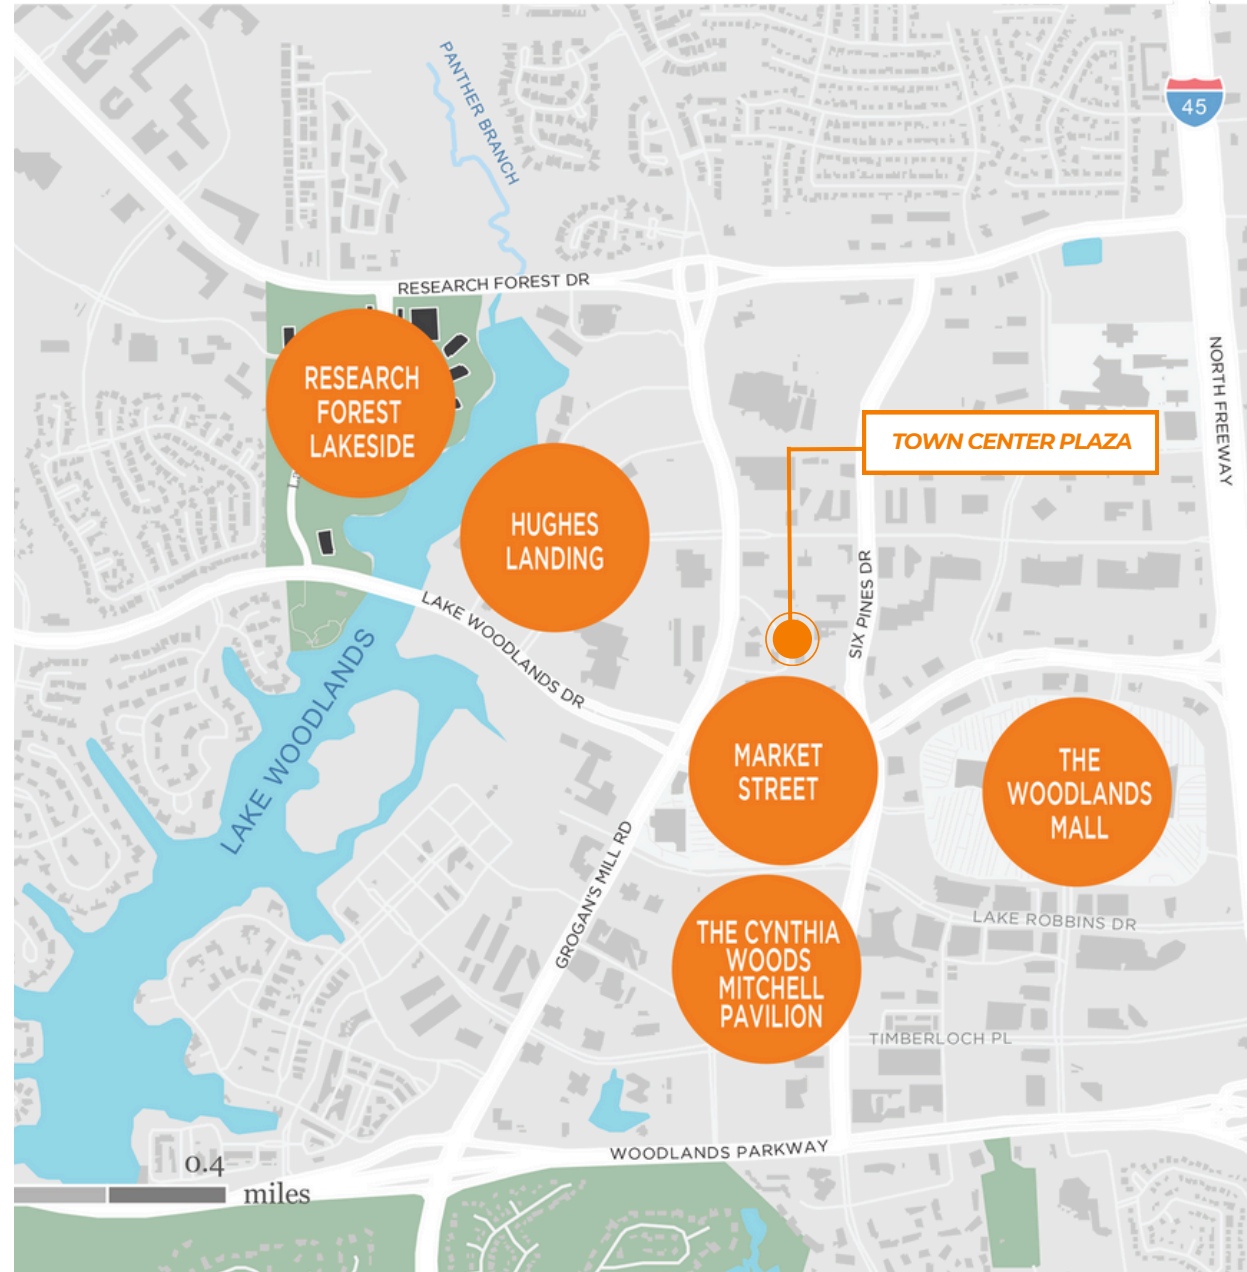 PANTHER BRANCH
45
RESEARCH FOREST DR
NORTH FREEWAY
RESEARCH
FOREST
LAKESIDE
TOWN CENTER PLAZA
HUGHES
LANDING
SIX PINES DR
LAKE WOODLANDS DR
LAKE WOODLANDS
MARKET
STREET
THE
WOODLANDS
MALL
GROGAN'S MILL RD
THE CYNTHIA
WOODS
MITCHELL
PAVILION
LAKE ROBBINS DR
TIMBERLOCH PL
WOODLANDS PARKWAY
0.4
miles